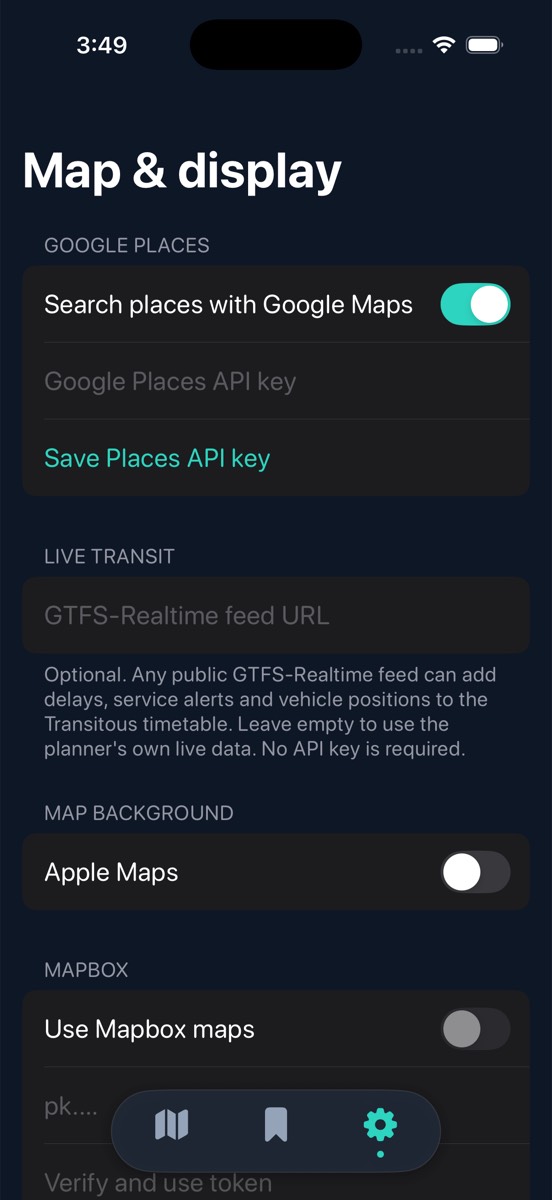 3:49
Map & display
GOOGLE PLACES
Search places with Google Maps
Google Places API key
Save Places API key
LIVE TRANSIT
GTFS-Realtime feed URL
Optional. Any public GTFS-Realtime feed can add
delays, service alerts and vehicle positions to the
Transitous timetable. Leave empty to use the
planner's own live data. No API key is required.
MAP BACKGROUND
Apple Maps
MAPBOX
Use Mapbox maps
pk....
Verify and use token